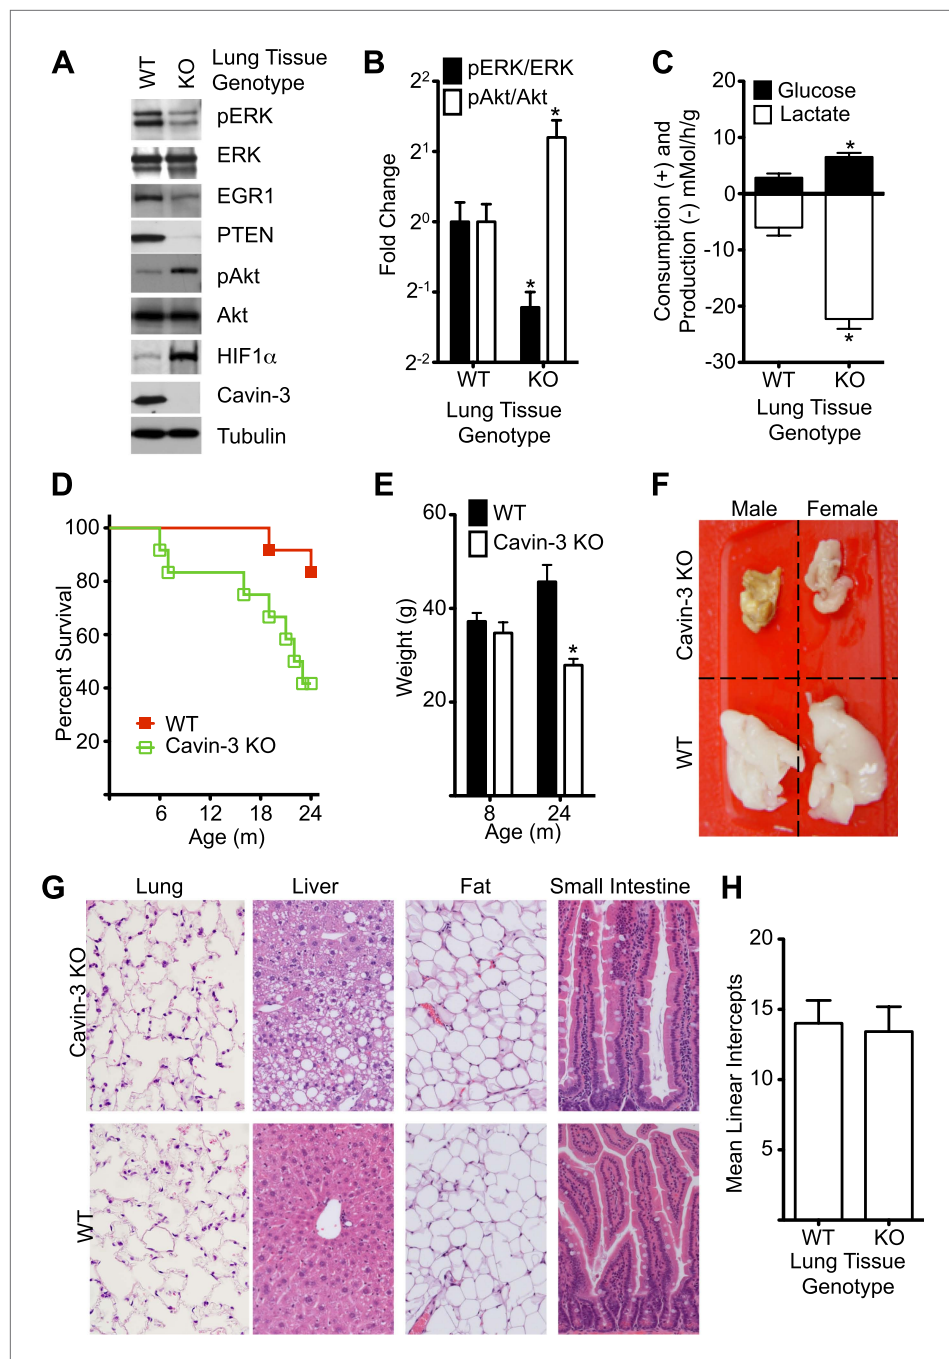 A
WT
KO
Lung Tissue
Genotype
pERK
ERK
EGR1
PTEN
pAkt
Akt
HIF1α
Cavin-3
Tubulin
B
pERK/ERK
pAkt/Akt
Fold Change
2²
2¹
2⁰
2⁻¹
2⁻²
*
*
WT
KO
Lung Tissue
Genotype
C
Glucose
Lactate
Consumption (+) and
Production (-) mMol/h/g
20
10
0
-10
-20
-30
*
*
WT
KO
Lung Tissue
Genotype
D
Percent Survival
100
80
60
40
20
WT
Cavin-3 KO
6
12
18
24
Age (m)
E
WT
Cavin-3 KO
Weight (g)
60
40
20
*
8
24
Age (m)
F
Male
Female
Cavin-3 KO
WT
G
Lung
Liver
Fat
Small Intestine
Cavin-3 KO
WT
H
Mean Linear Intercepts
20
15
10
5
WT
KO
Lung Tissue
Genotype